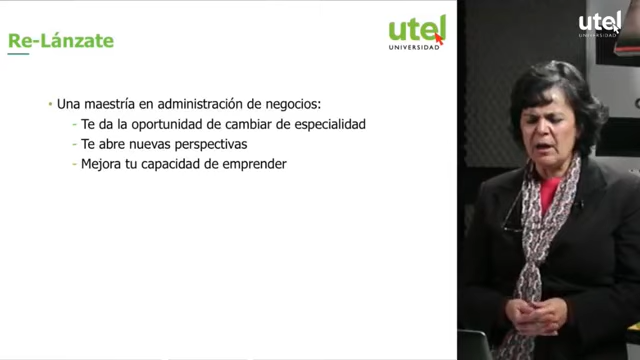 Re-Lánzate
utel
UNIVERSIDAD
• Una maestría en administración de negocios:
- Te da la oportunidad de cambiar de especialidad
- Te abre nuevas perspectivas
- Mejora tu capacidad de emprender
utel
UNIVERSIDAD